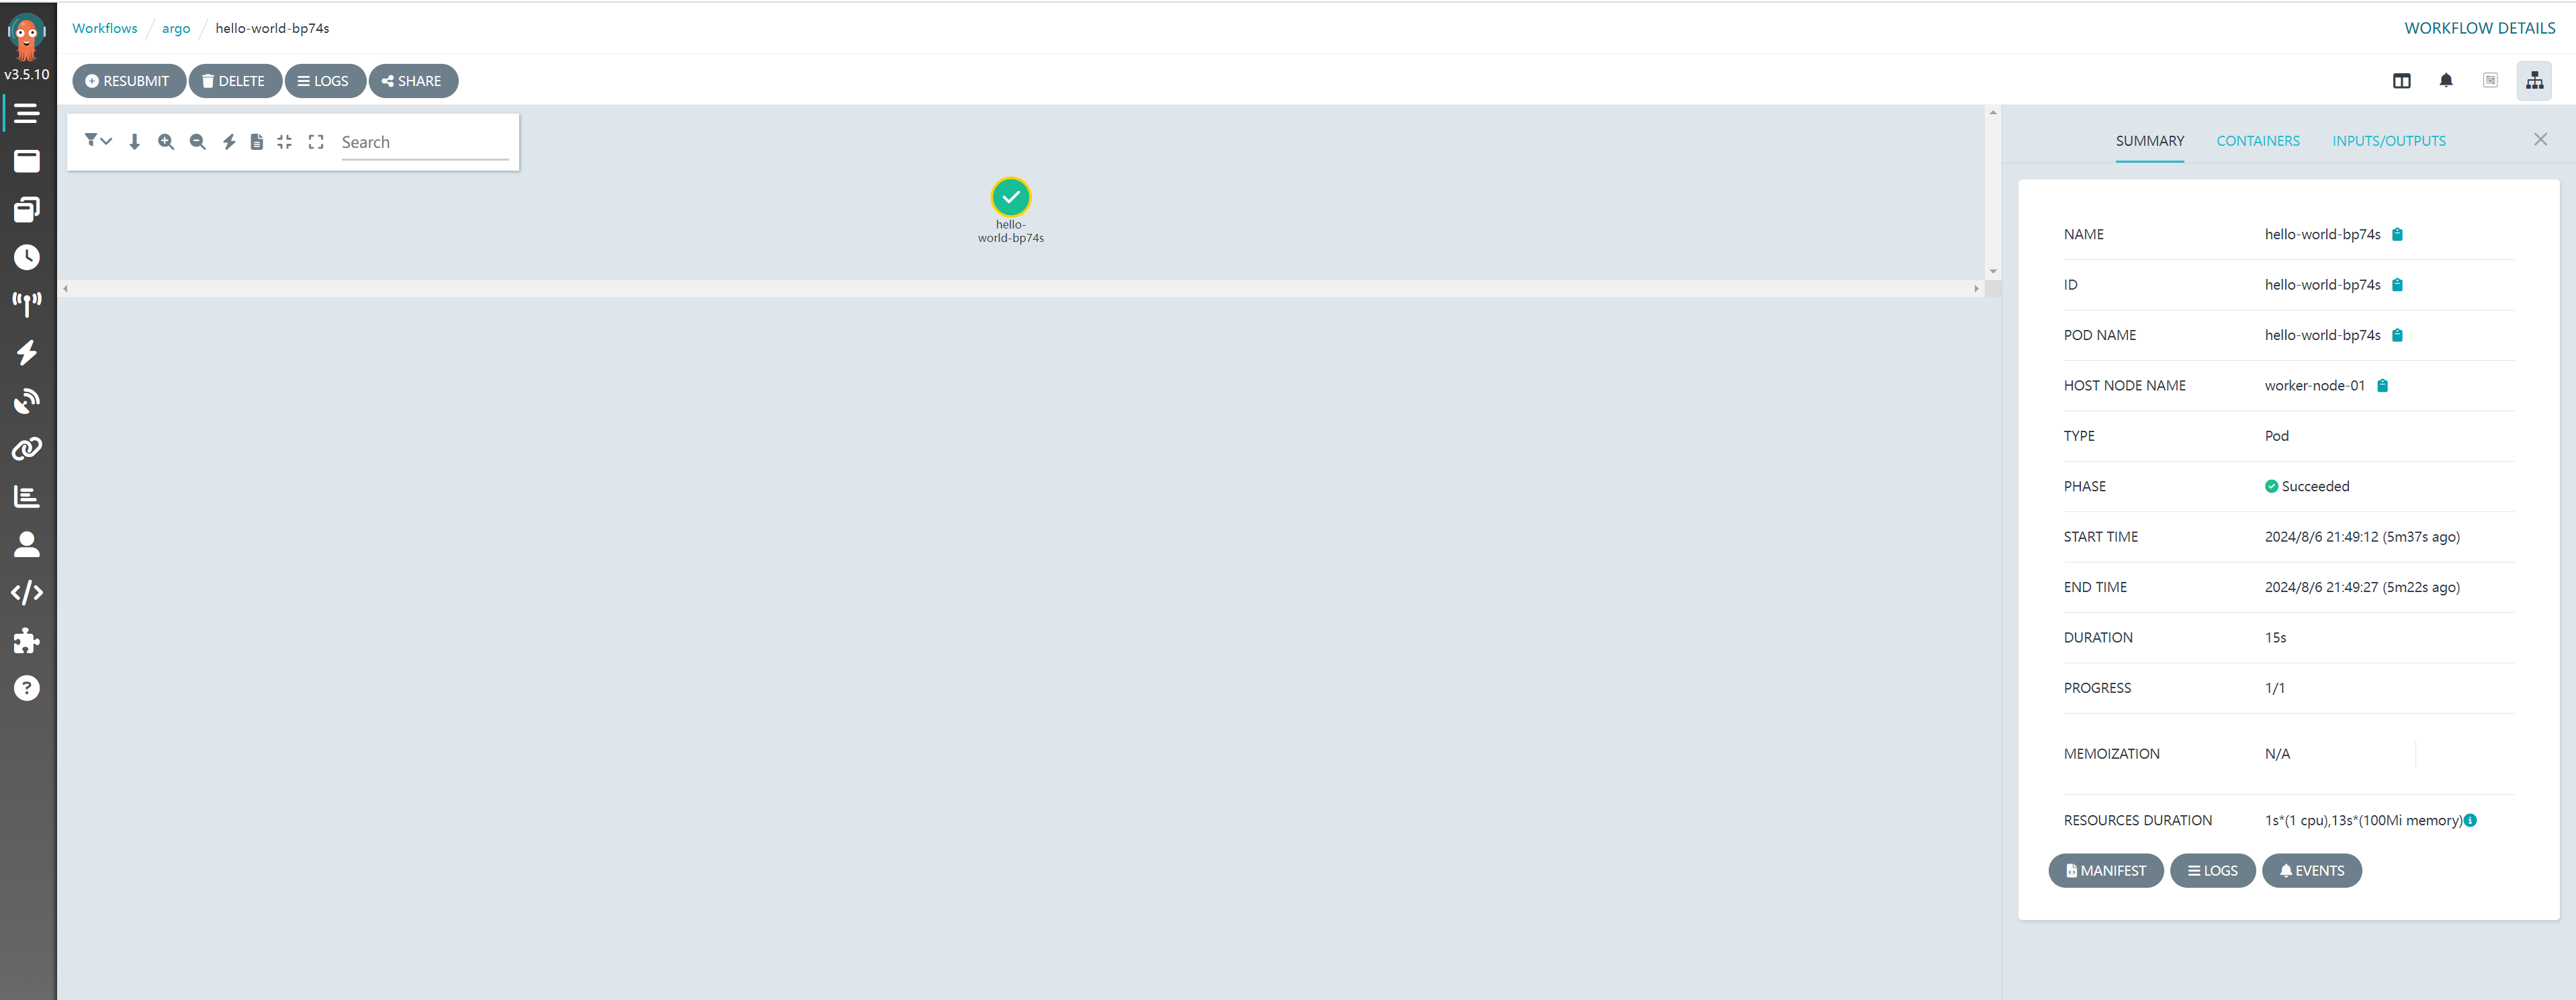 Workflows / argo / hello-world-bp74s
WORKFLOW DETAILS
v3.5.10
RESUBMIT
DELETE
LOGS
SHARE
Search
hello-
world-bp74s
SUMMARY
CONTAINERS
INPUTS/OUTPUTS
NAME hello-world-bp74s
ID hello-world-bp74s
POD NAME hello-world-bp74s
HOST NODE NAME worker-node-01
TYPE Pod
PHASE Succeeded
START TIME 2024/8/6 21:49:12 (5m37s ago)
END TIME 2024/8/6 21:49:27 (5m22s ago)
DURATION 15s
PROGRESS 1/1
MEMOIZATION N/A
RESOURCES DURATION 1s*(1 cpu),13s*(100Mi memory)
MANIFEST
LOGS
EVENTS